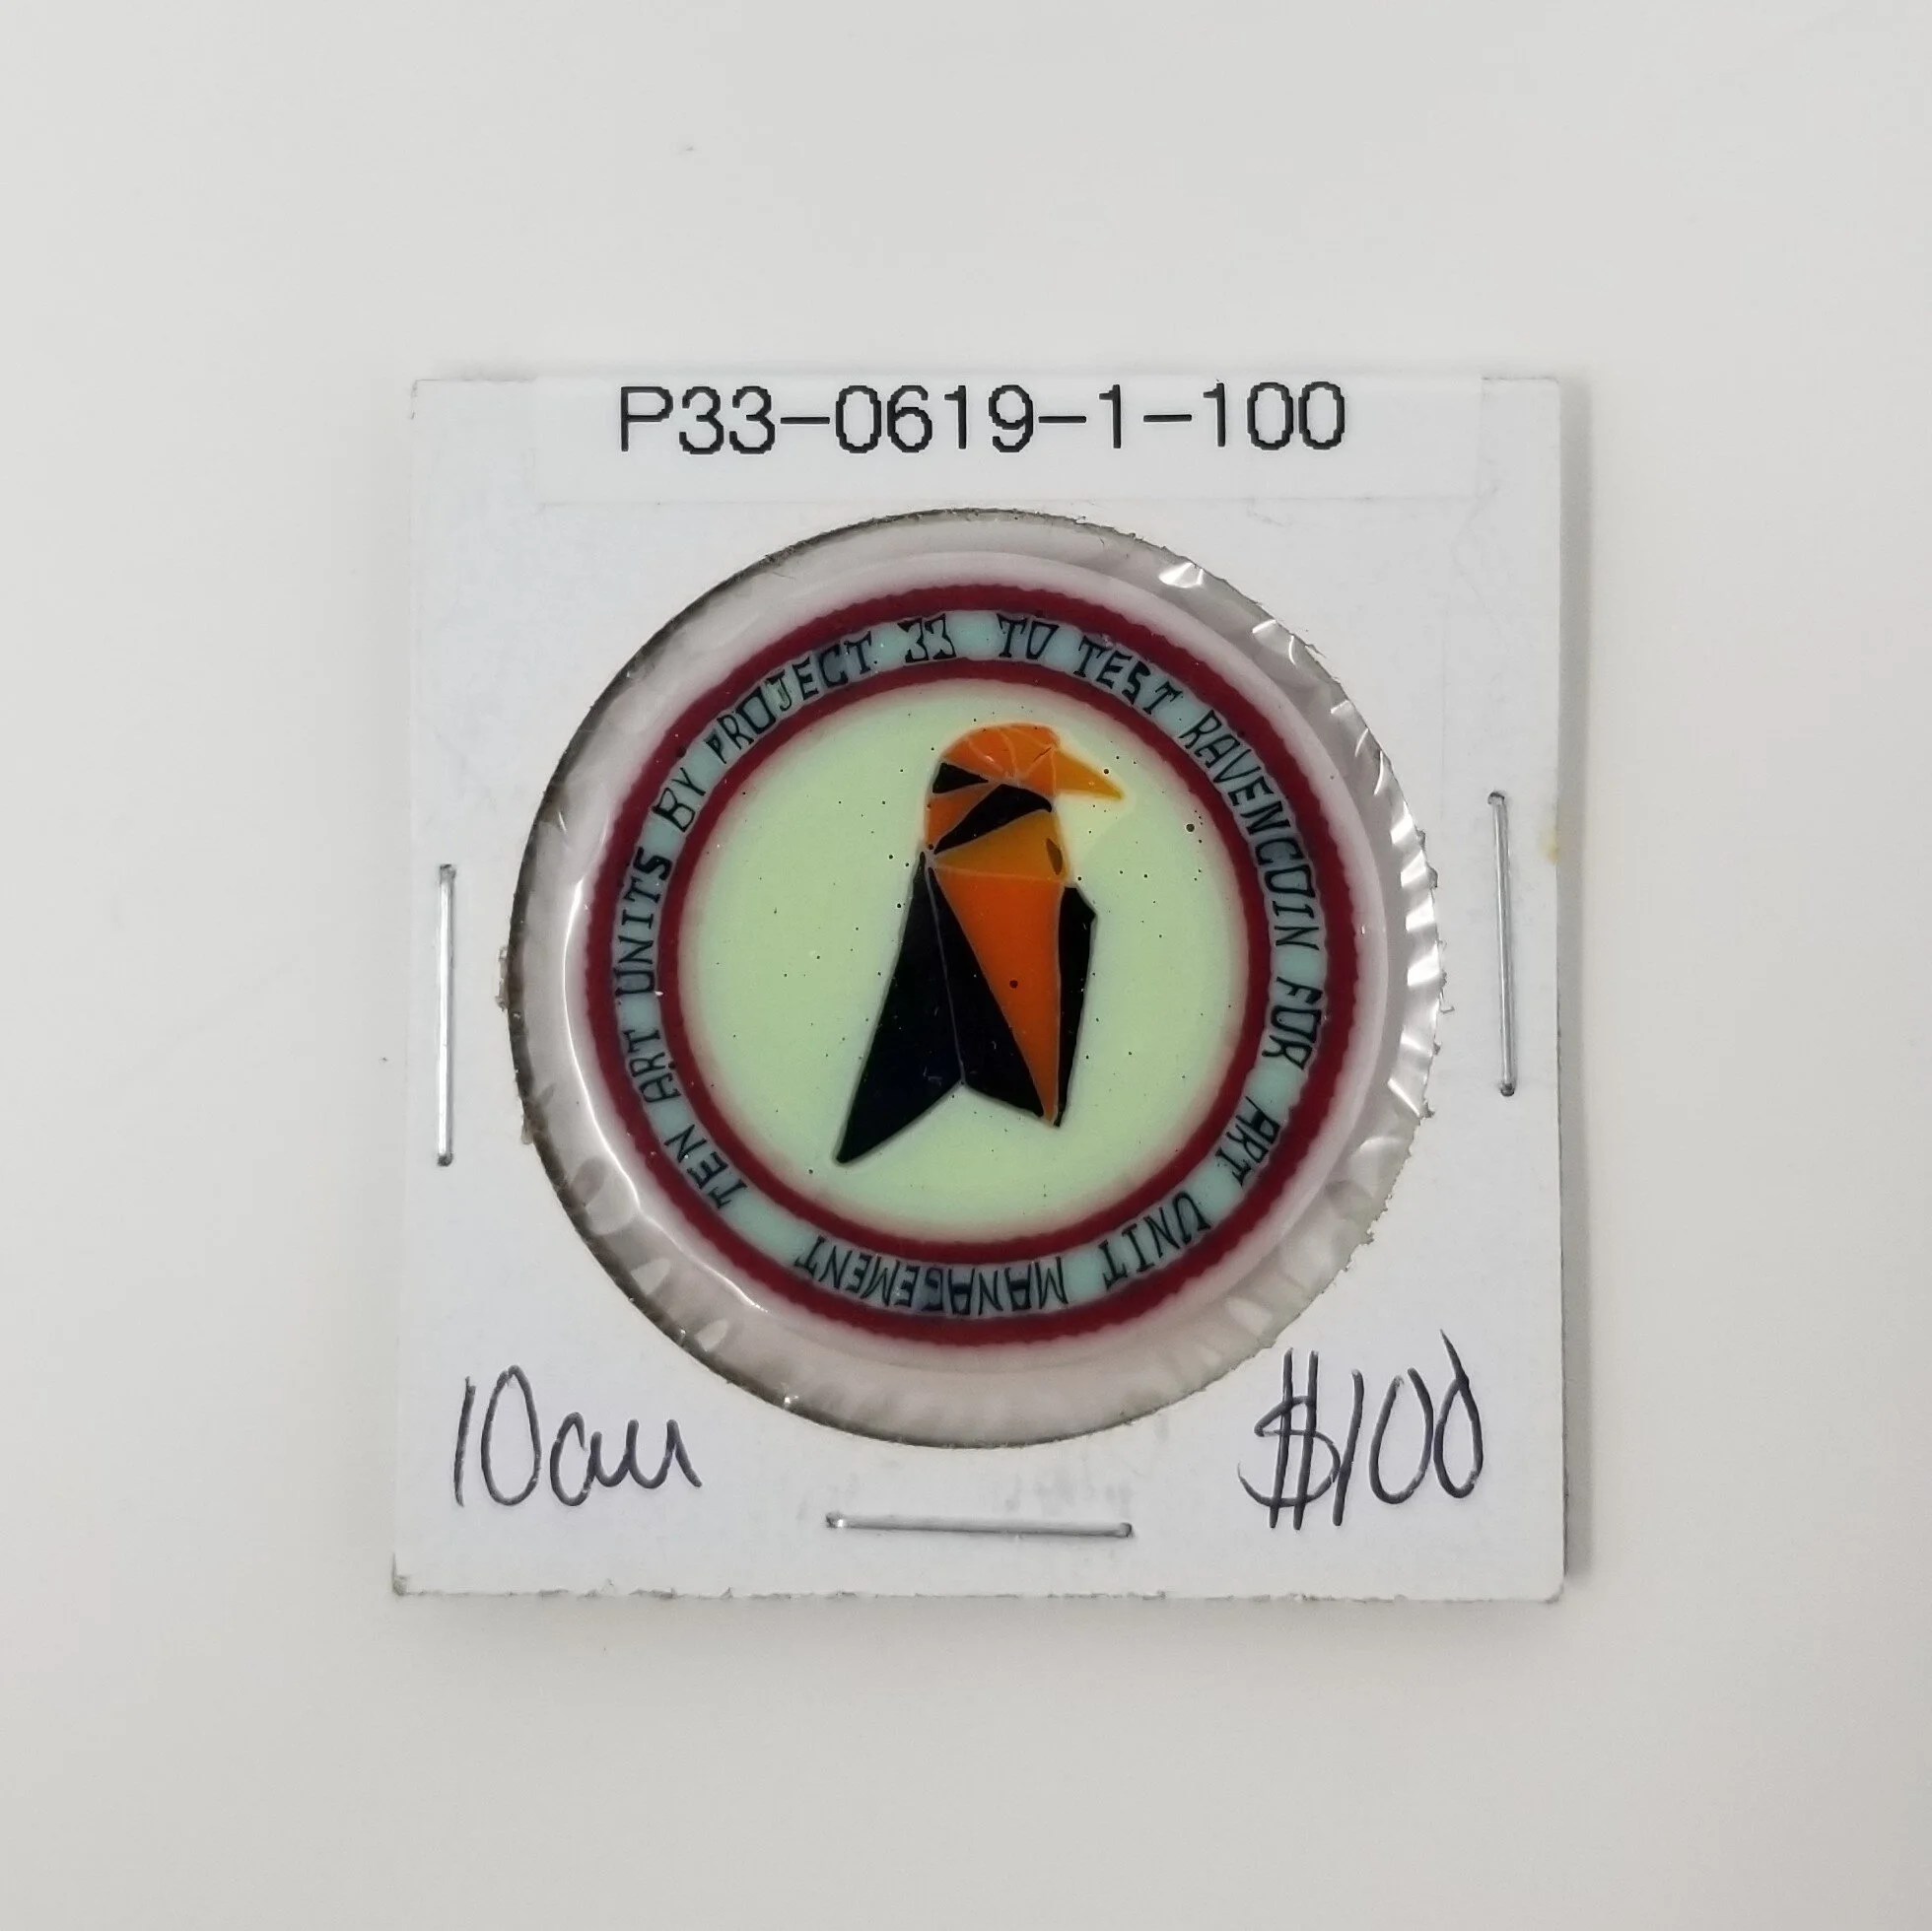 P33-0619-1-100
TEN ART UNITS BY PROJECT 33 TO TEST RAVENCOIN FOR ART UNIT MANAGEMENT
10au
$100